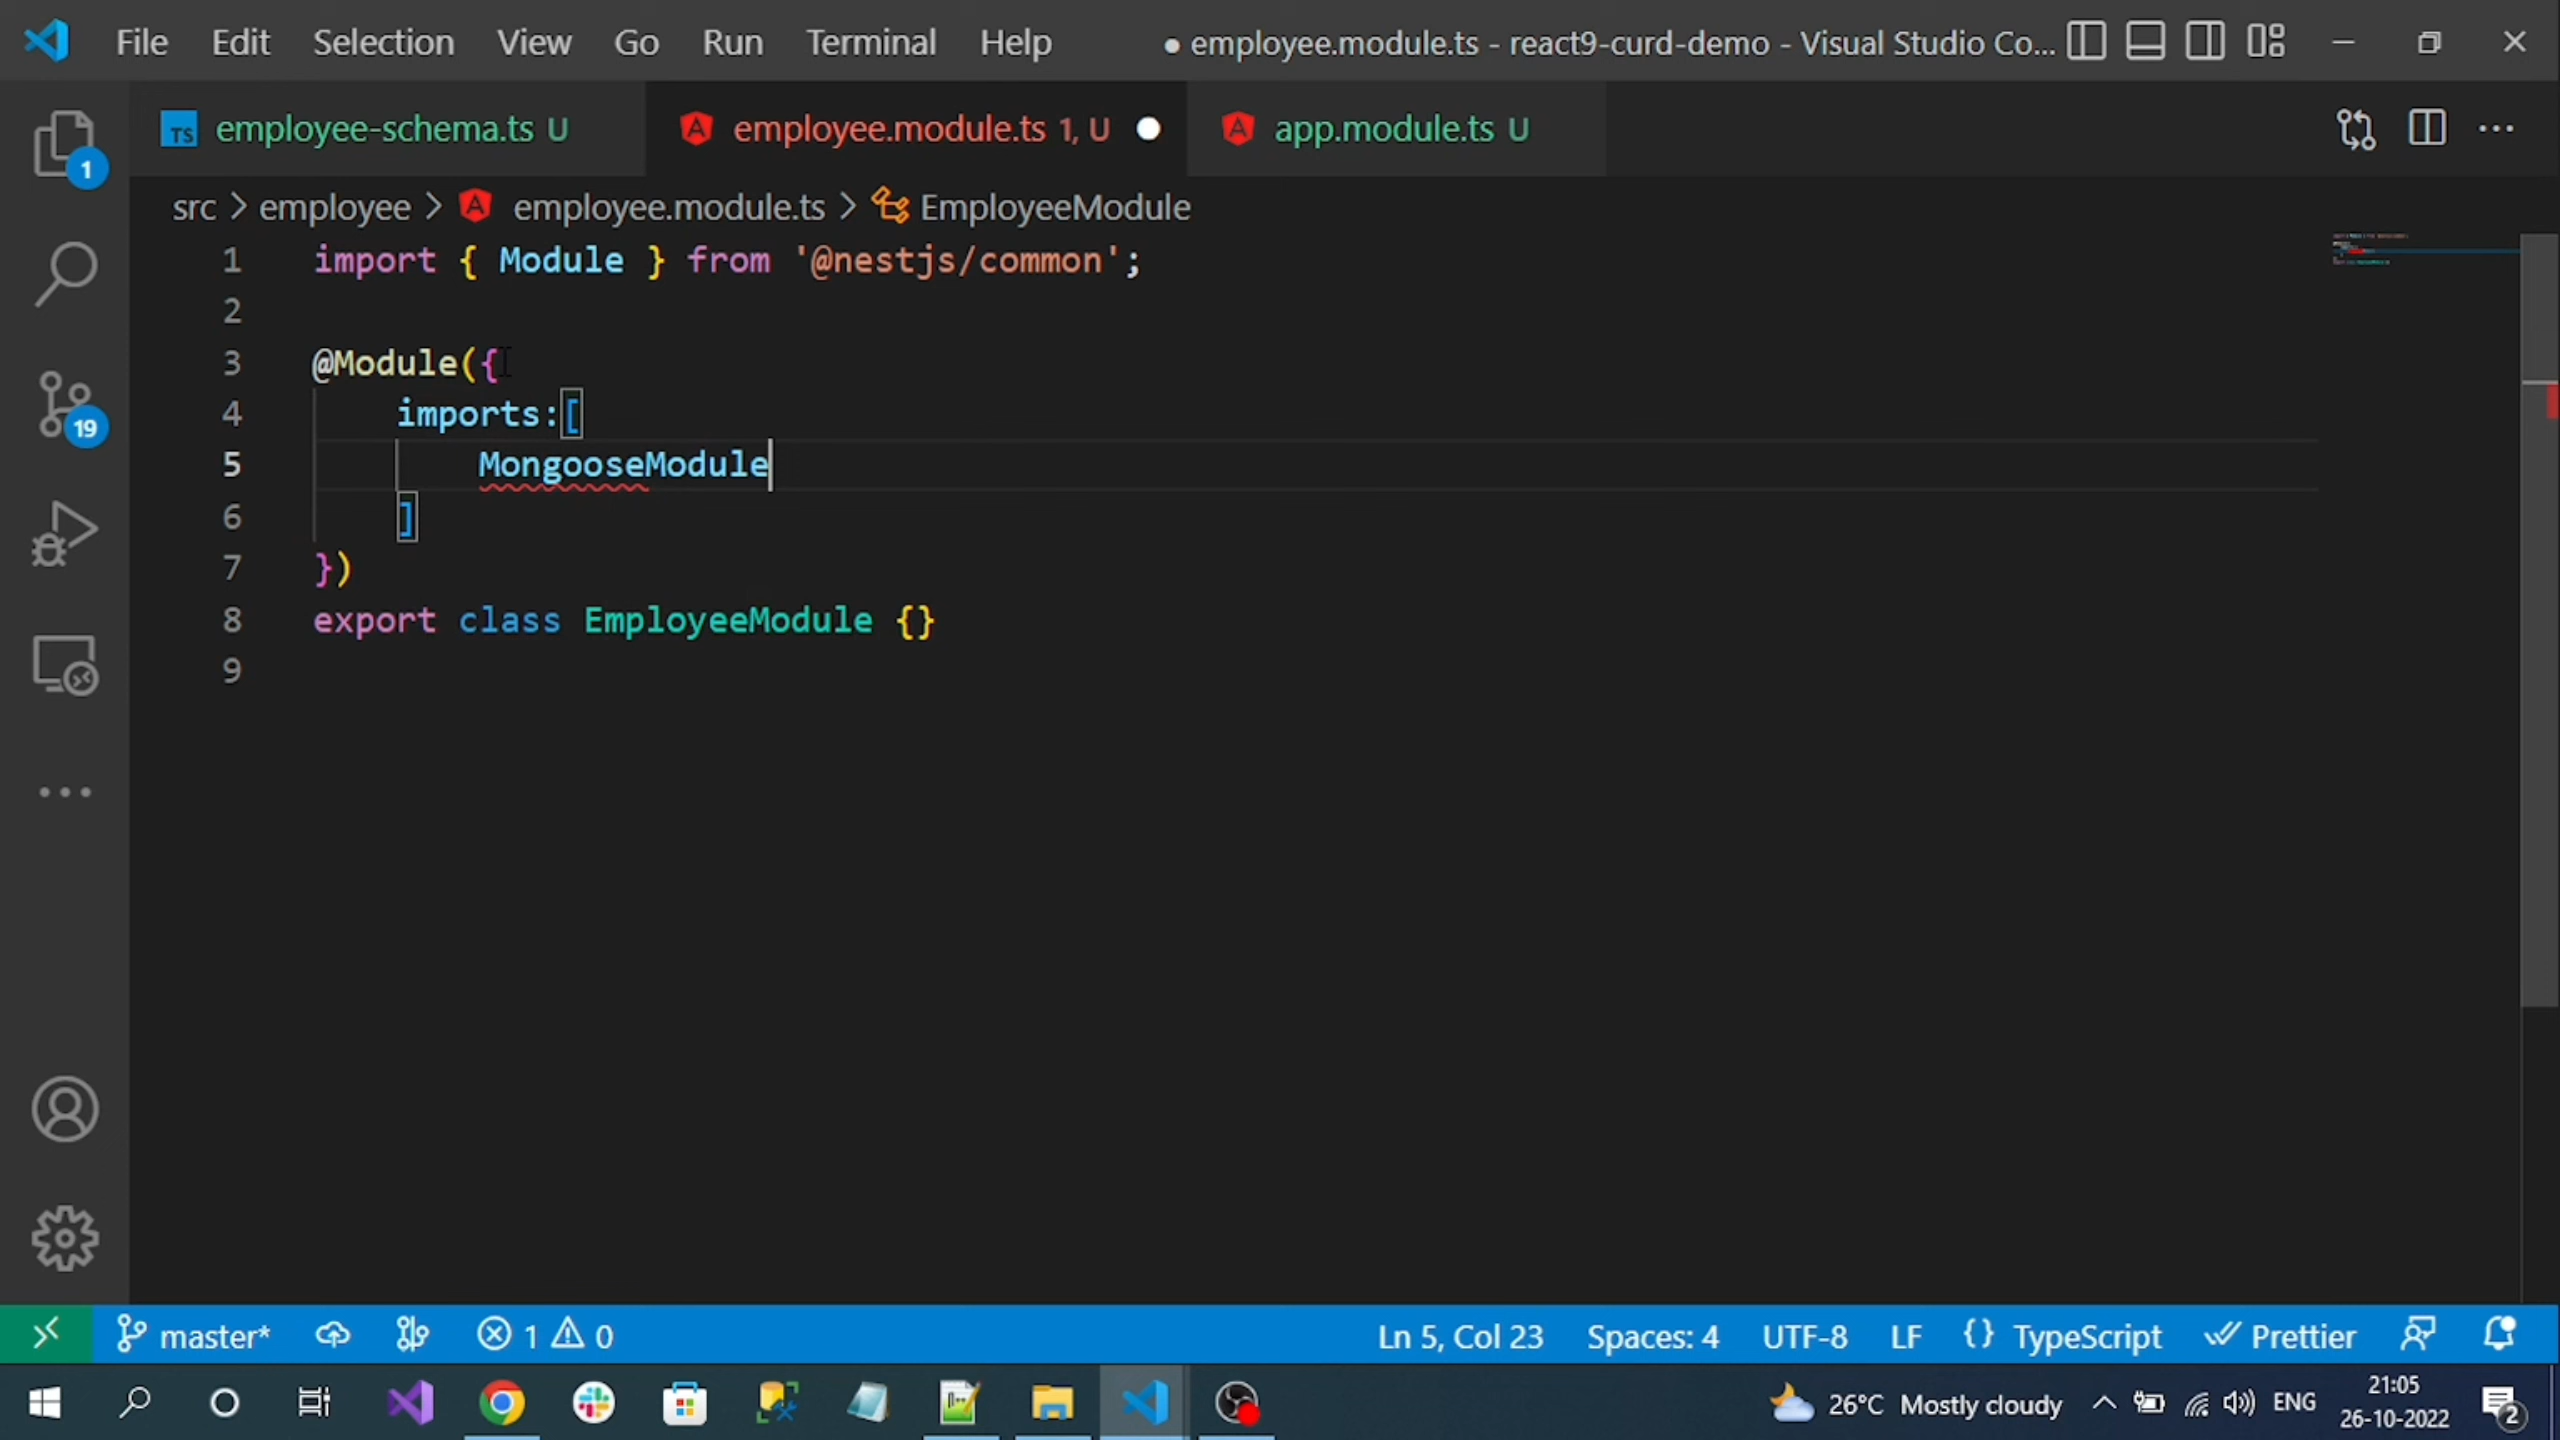 File Edit Selection View Go Run Terminal Help ● employee.module.ts - react9-curd-demo - Visual Studio Co...
TS employee-schema.ts U employee.module.ts 1, U app.module.ts U
1
src > employee > employee.module.ts > EmployeeModule
1 import { Module } from '@nestjs/common';
2
3 @Module({
4 imports:[
5 MongooseModule
6 ]
7 })
8 export class EmployeeModule {}
9
19
master* 1 0 Ln 5, Col 23 Spaces: 4 UTF-8 LF {} TypeScript Prettier
26°C Mostly cloudy ENG 21:05
26-10-2022 2